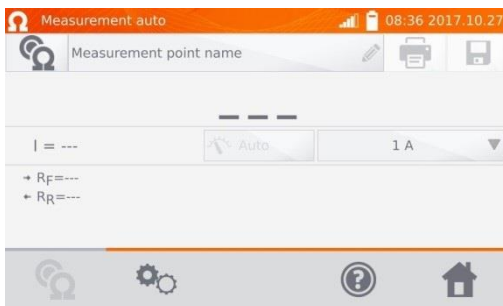 Measurement auto 08:36 2017.10.27
Measurement point name
---
I = --- Auto 1 A
→ RF=---
← RR=---